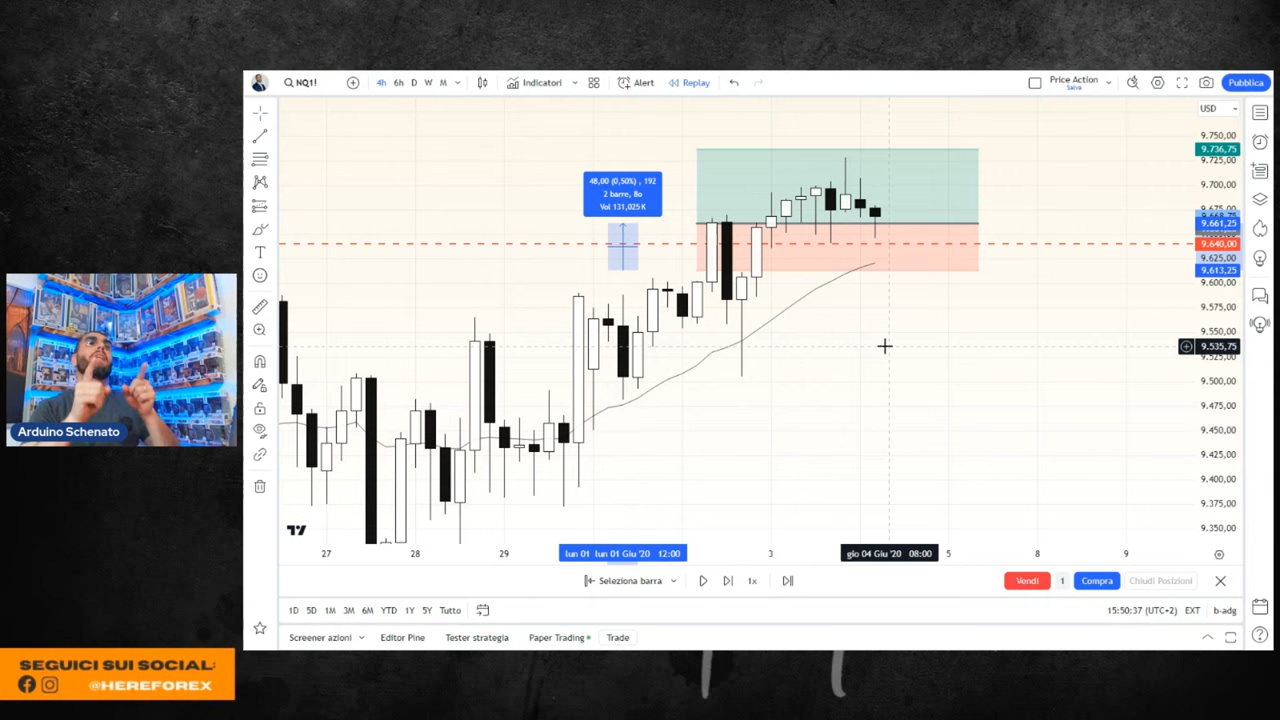 NQ1!
4h 6h D W M
Indicatori
Alert
Replay
Price Action
Salva
Pubblica
USD
9.750,00
9.736,75
9.725,00
9.700,00
9.661,25
9.640,00
9.625,00
9.613,25
9.600,00
9.575,00
9.550,00
9.535,75
9.525,00
9.500,00
9.475,00
9.450,00
9.425,00
9.400,00
9.375,00
9.350,00
48,00 (0,50%) , 192
2 barre, 8o
Vol 131,025 K
Arduino Schenato
27 28 29 lun 01 lun 01 Giu '20 12:00 3 gio 04 Giu '20 08:00 5 8 9
Seleziona barra
1x
Vendi 1 Compra Chiudi Posizioni
1D 5D 1M 3M 6M YTD 1Y 5Y Tutto
15:50:37 (UTC+2) EXT b-adg
Screener azioni Editor Pine Tester strategia Paper Trading Trade
SEGUICI SUI SOCIAL:
@HEREFOREX